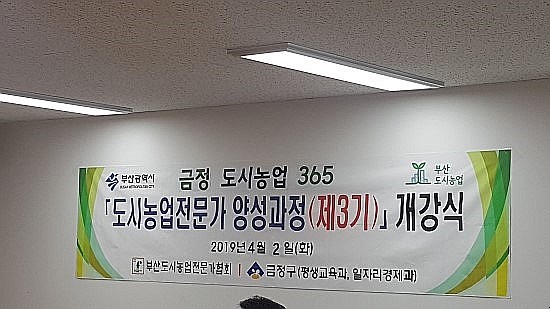 부산광역시
BUSAN METROPOLITAN CITY
금정 도시농업 365
부산
도시농업
「도시농업전문가 양성과정(제3기)」 개강식
2019년 4월 2일(화)
부산도시농업전문가협회 | 금정구(평생교육과, 일자리경제과)